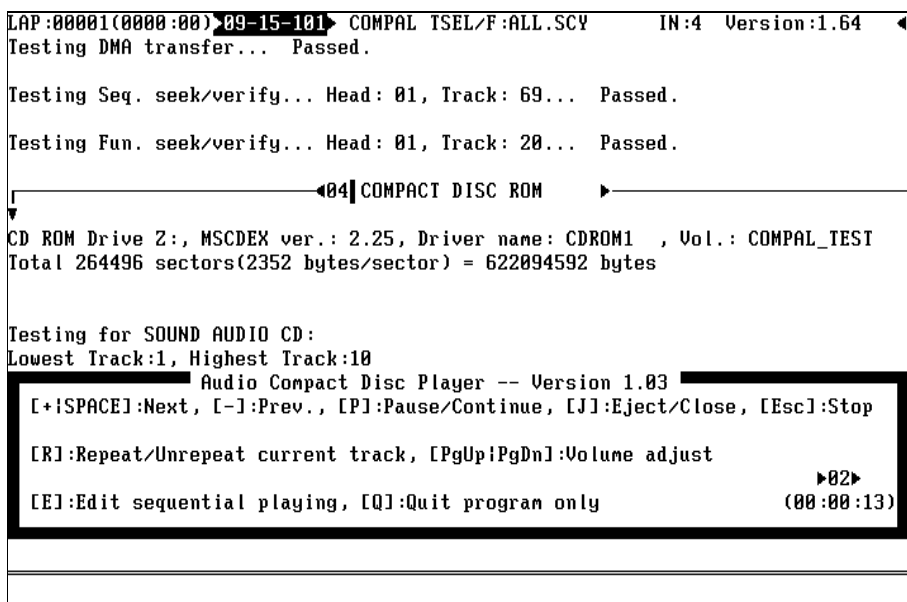 LAP:00001(0000:00)▶09-15-101▶ COMPAL TSEL/F:ALL.SCY IN:4 Version:1.64 ◀
Testing DMA transfer... Passed.
Testing Seq. seek/verify... Head: 01, Track: 69... Passed.
Testing Fun. seek/verify... Head: 01, Track: 20... Passed.
◀04 COMPACT DISC ROM ▶
CD ROM Drive Z:, MSCDEX ver.: 2.25, Driver name: CDROM1 , Vol.: COMPAL_TEST
Total 264496 sectors(2352 bytes/sector) = 622094592 bytes
Testing for SOUND AUDIO CD:
Lowest Track:1, Highest Track:10
Audio Compact Disc Player -- Version 1.03
[+|SPACE]:Next, [-]:Prev., [P]:Pause/Continue, [J]:Eject/Close, [Esc]:Stop
[R]:Repeat/Unrepeat current track, [PgUp|PgDn]:Volume adjust
▶02▶
[E]:Edit sequential playing, [Q]:Quit program only (00:00:13)